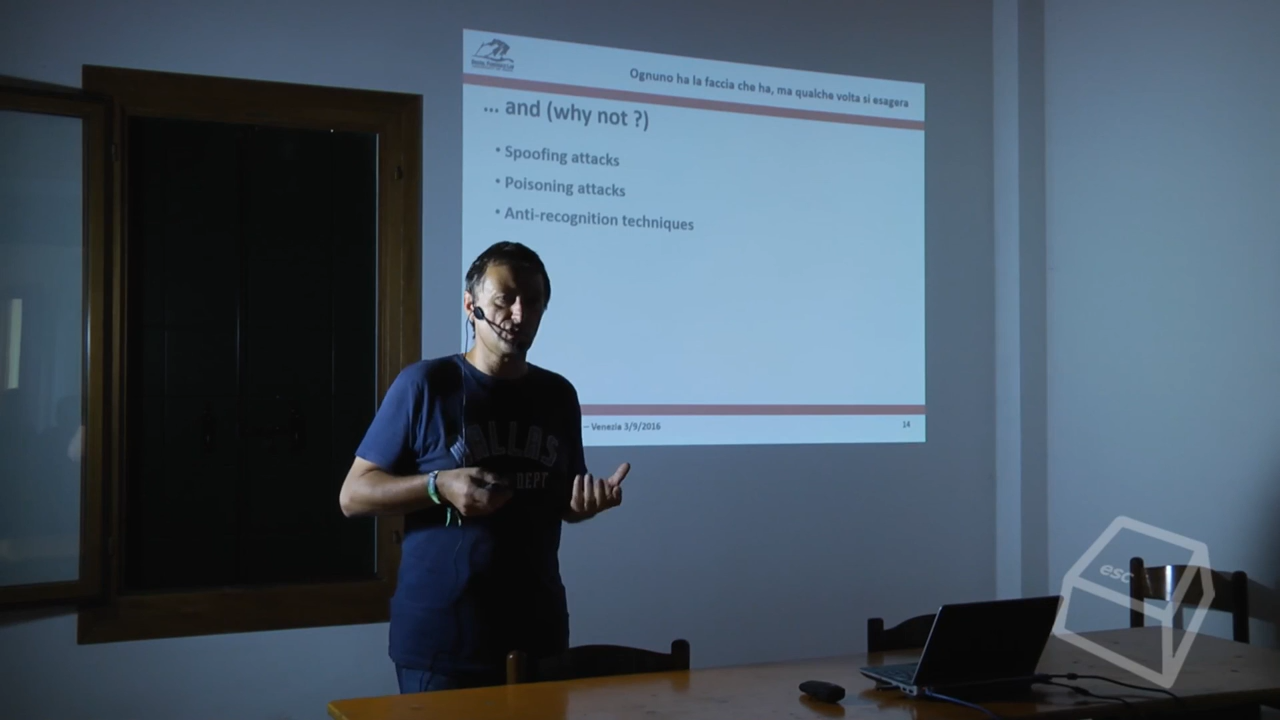 Ognuno ha la faccia che ha, ma qualche volta si esagera
... and (why not ?)
• Spoofing attacks
• Poisoning attacks
• Anti-recognition techniques
– Venezia 3/9/2016
14
DALLAS
DEPT
esc